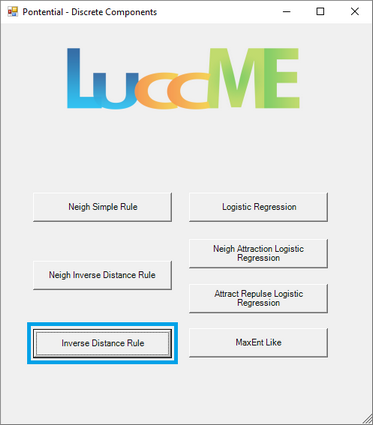 Pontential - Discrete Components
LuccME
Neigh Simple Rule
Logistic Regression
Neigh Attraction Logistic
Regression
Neigh Inverse Distance Rule
Attract Repulse Logistic
Regression
Inverse Distance Rule
MaxEnt Like